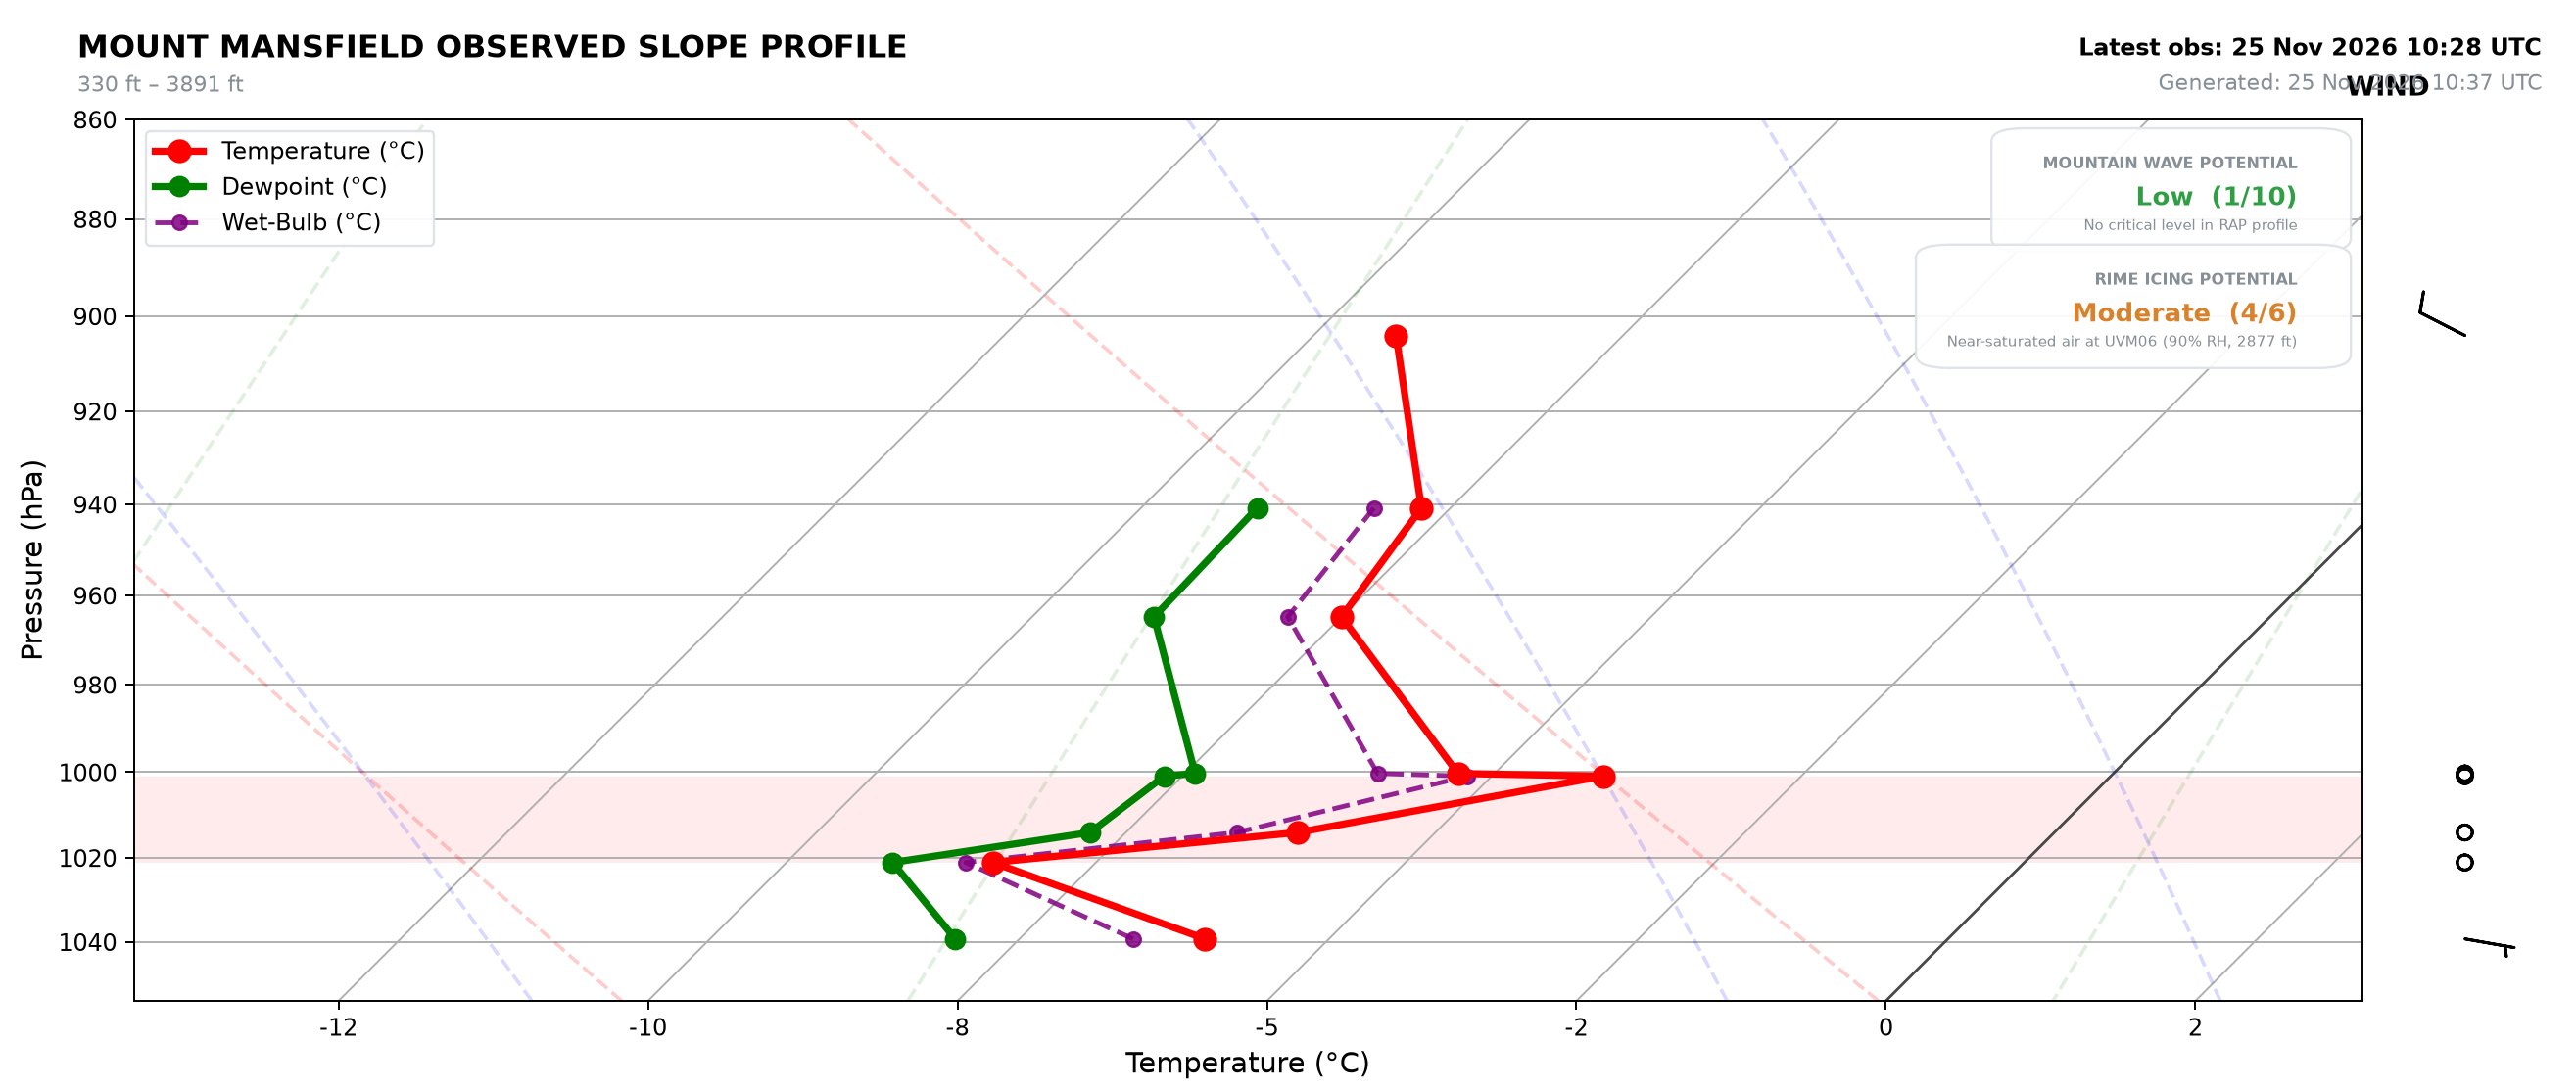 MOUNT MANSFIELD OBSERVED SLOPE PROFILE
330 ft – 3891 ft
Latest obs: 25 Nov 2026 10:28 UTC
Generated: 25 Nov 2026 10:37 UTC
WIND
Temperature (°C)
Dewpoint (°C)
Wet-Bulb (°C)
MOUNTAIN WAVE POTENTIAL
Low (1/10)
No critical level in RAP profile
RIME ICING POTENTIAL
Moderate (4/6)
Near-saturated air at UVM06 (90% RH, 2877 ft)
Pressure (hPa)
860
880
900
920
940
960
980
1000
1020
1040
-12
-10
-8
-5
-2
0
2
Temperature (°C)